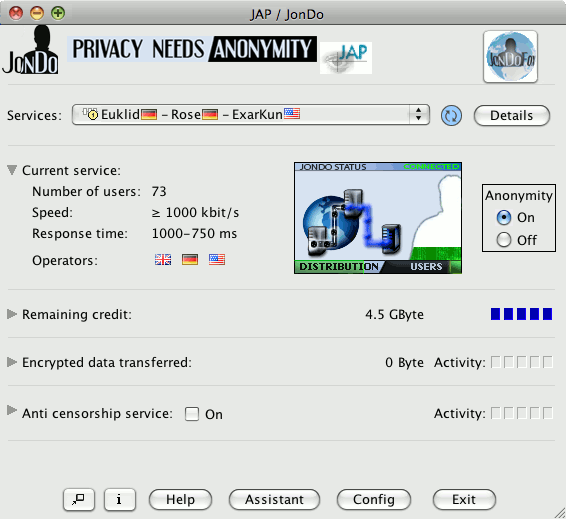 JAP / JonDo
JONDO
PRIVACY NEEDS ANONYMITY
JAP
JONDOFOX
Services: Euklid – Rose – ExarKun Details
Current service:
Number of users: 73
Speed: ≥ 1000 kbit/s
Response time: 1000–750 ms
Operators:
JONDO STATUS CONNECTED
DISTRIBUTION USERS
Anonymity
On
Off
Remaining credit: 4.5 GByte
Encrypted data transferred: 0 Byte Activity:
Anti censorship service: On Activity:
i Help Assistant Config Exit